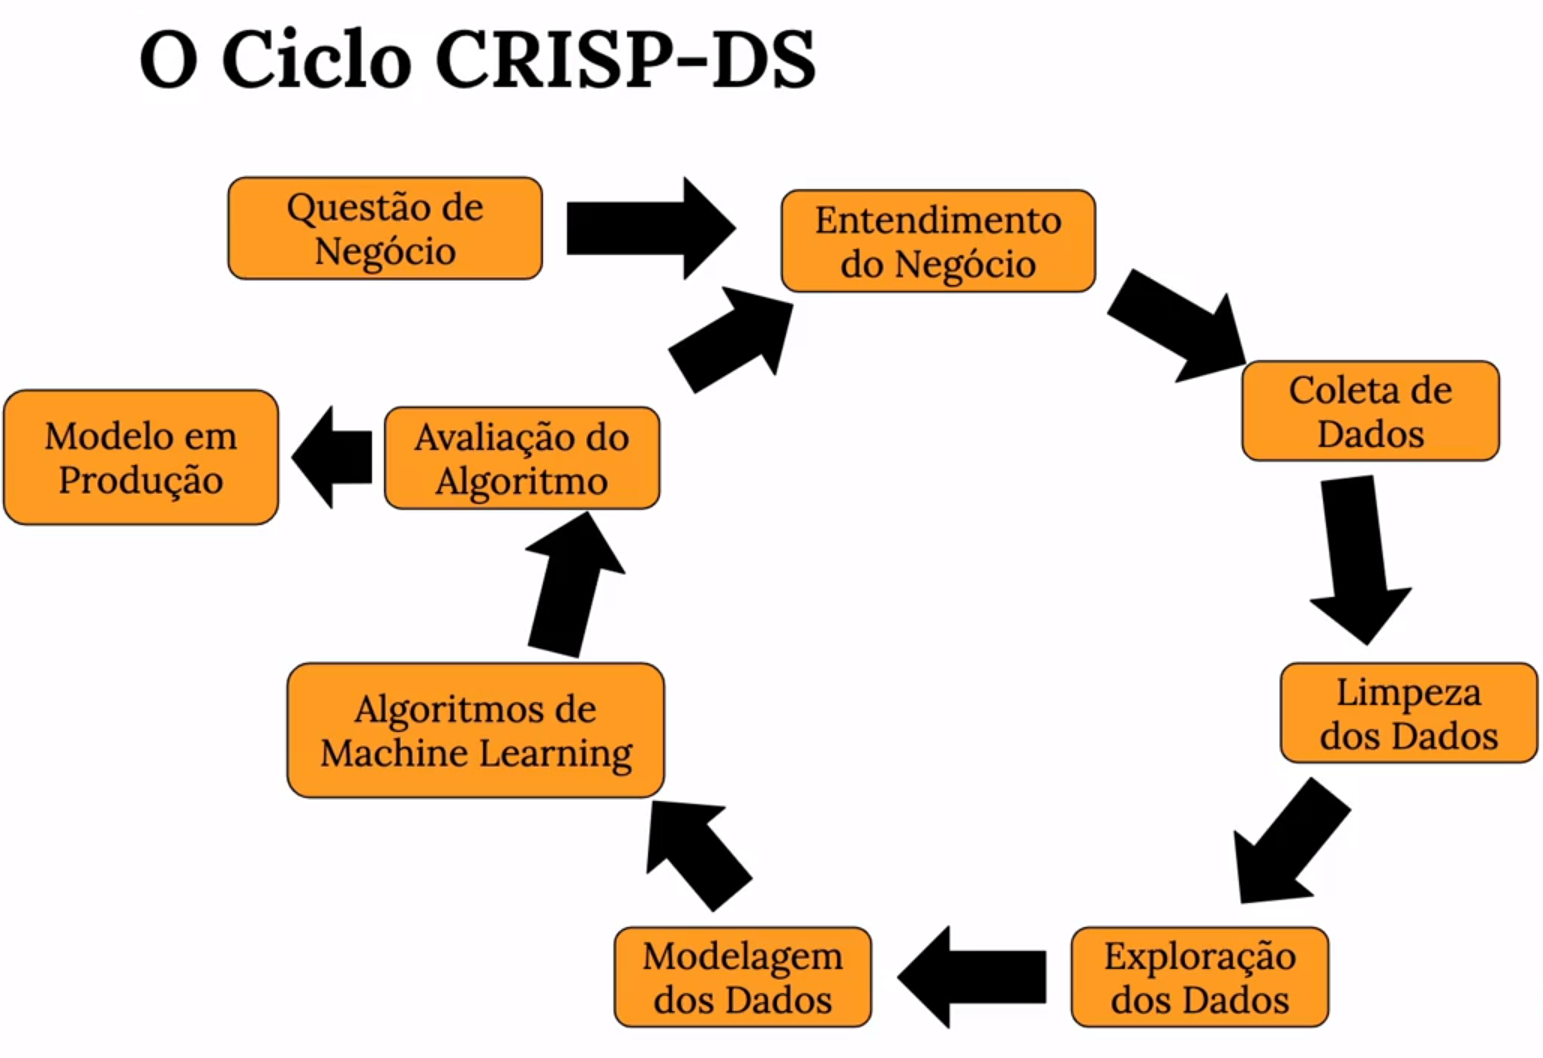 O Ciclo CRISP-DS
Questão de
Negócio
Entendimento
do Negócio
Coleta de
Dados
Limpeza
dos Dados
Exploração
dos Dados
Modelagem
dos Dados
Algoritmos de
Machine Learning
Avaliação do
Algoritmo
Modelo em
Produção